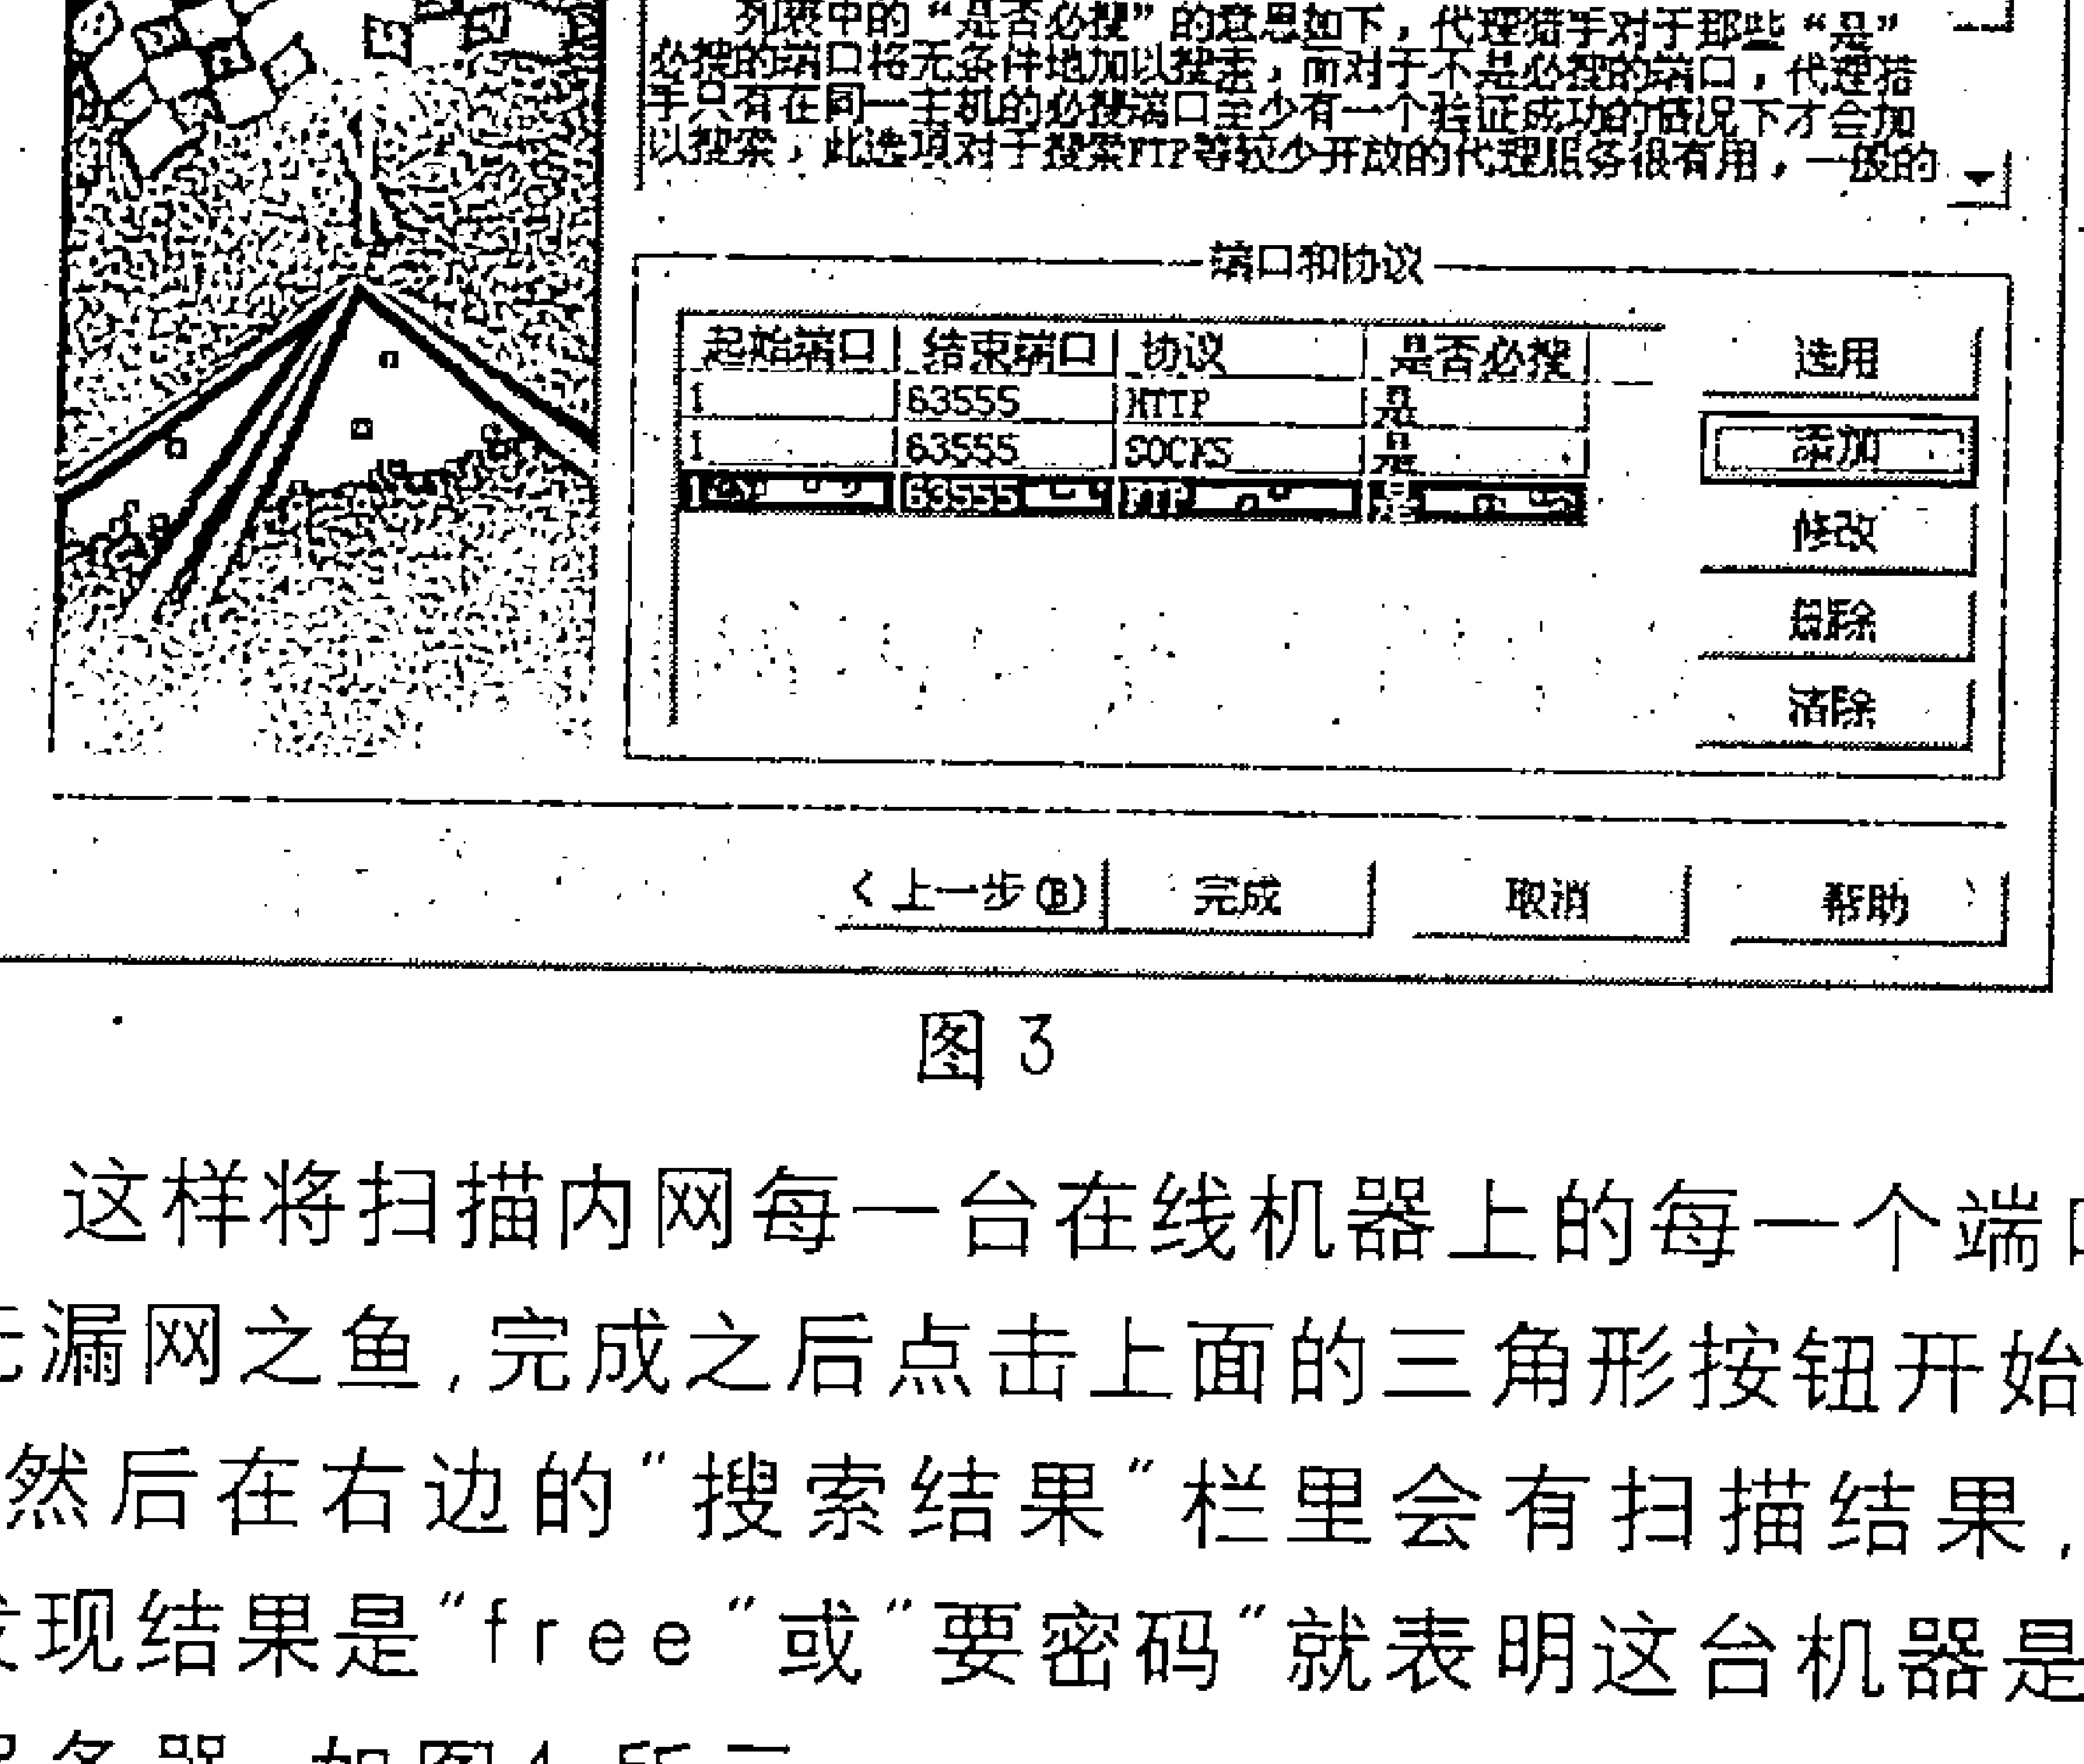 列表中的“是否必搜”的意思如下，代理猎手对于那些“是”
必搜的端口将无条件地加以搜索，而对于不是必搜的端口，代理猎
手只有在同一主机的必搜端口至少有一个验证成功的情况下才会加
以搜索，此选项对于搜索FTP等较少开放的代理服务很有用，一般的
端口和协议
起始端口 结束端口 协议 是否必搜
1 63555 HTTP 是
1 63555 SOCKS 是
1 63555 FTP 是
选用
添加
修改
删除
清除
<上一步(B) 完成 取消 帮助
图 3
这样将扫描内网每一台在线机器上的每一个端口
漏网之鱼,完成之后点击上面的三角形按钮开始
然后在右边的"搜索结果"栏里会有扫描结果,
发现结果是"free"或"要密码"就表明这台机器是
务器 如图4所示